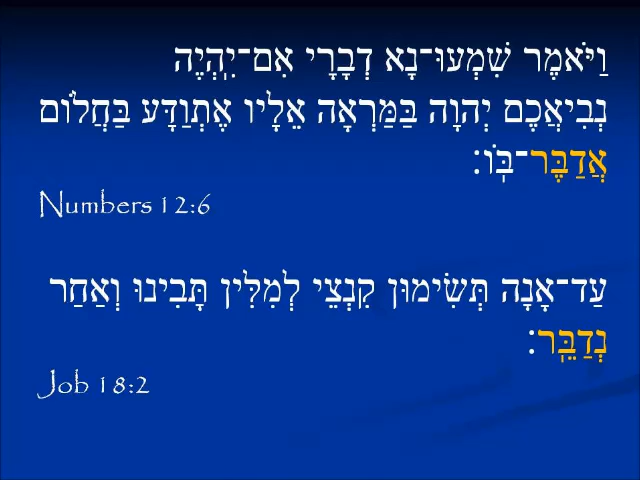 וַיֹּאמֶר שִׁמְעוּ־נָא דְבָרָי אִם־יִהְיֶה
נְבִיאֲכֶם יְהוָה בַּמַּרְאָה אֵלָיו אֶתְוַדָּע בַּחֲלוֹם
אֲדַבֶּר־בּוֹ׃
Numbers 12:6
עַד־אָנָה תְּשִׂימוּן קִנְצֵי לְמִלִּין תָּבִינוּ וְאַחַר
נְדַבֵּר׃
Job 18:2